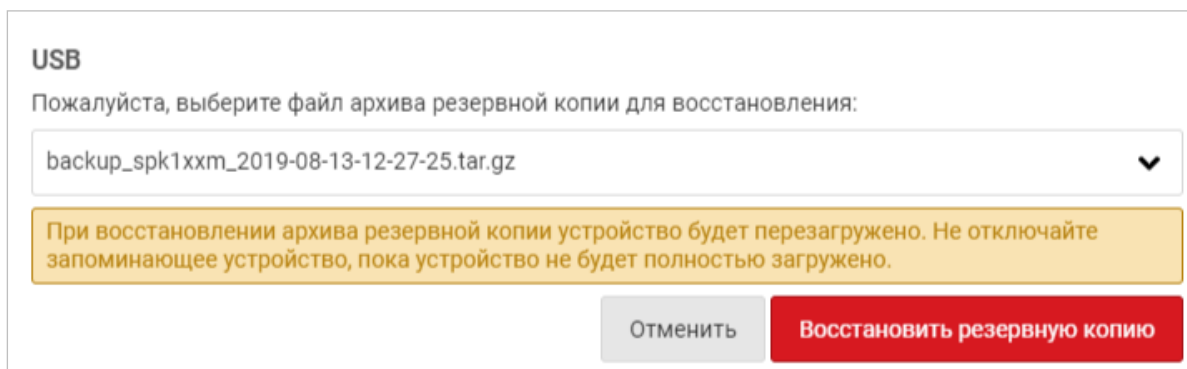 USB
Пожалуйста, выберите файл архива резервной копии для восстановления:
backup_spk1xxm_2019-08-13-12-27-25.tar.gz
При восстановлении архива резервной копии устройство будет перезагружено. Не отключайте
запоминающее устройство, пока устройство не будет полностью загружено.
Отменить
Восстановить резервную копию